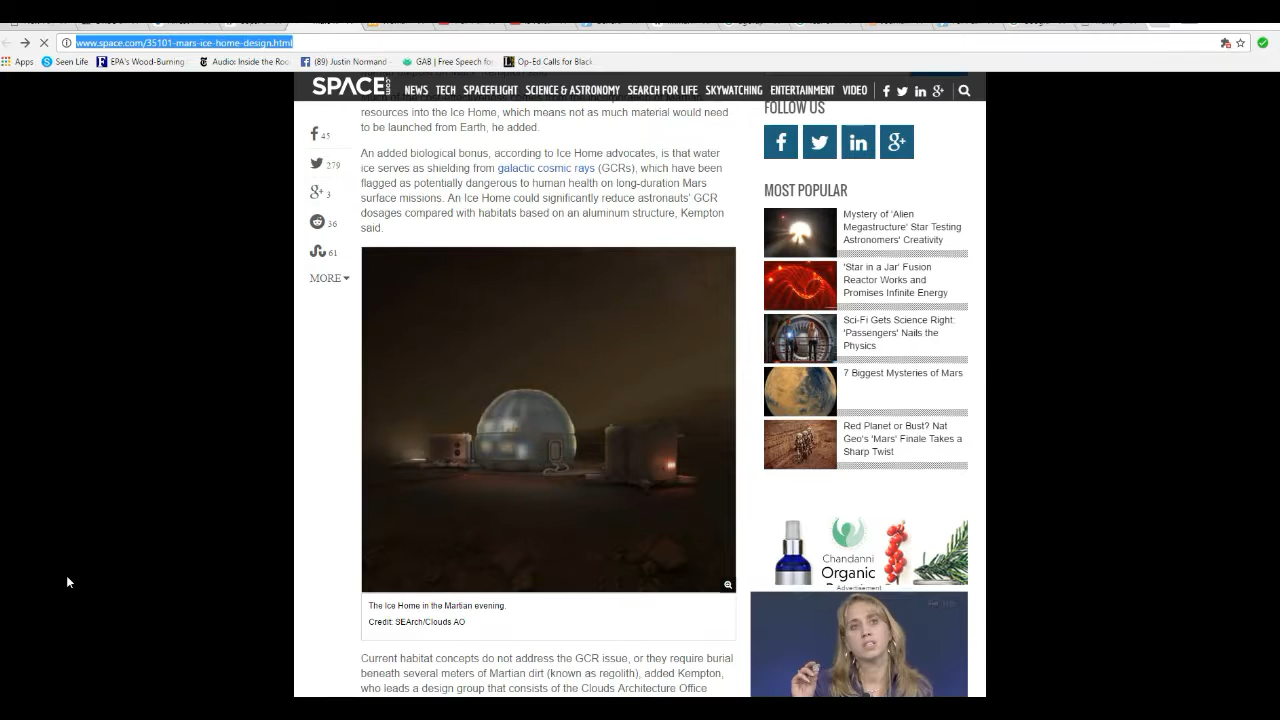 www.space.com/35101-mars-ice-home-design.html
Apps
Seen Life
EPA's Wood-Burning
Audio: Inside the Roo
(89) Justin Normand
GAB | Free Speech for
Op-Ed Calls for Black
SPACE.com
NEWS TECH SPACEFLIGHT SCIENCE & ASTRONOMY SEARCH FOR LIFE SKYWATCHING ENTERTAINMENT VIDEO
resources into the Ice Home, which means not as much material would need
to be launched from Earth, he added.
An added biological bonus, according to Ice Home advocates, is that water
ice serves as shielding from galactic cosmic rays (GCRs), which have been
flagged as potentially dangerous to human health on long-duration Mars
surface missions. An Ice Home could significantly reduce astronauts' GCR
dosages compared with habitats based on an aluminum structure, Kempton
said.
45
279
3
36
61
MORE
The Ice Home in the Martian evening.
Credit: SEArch/Clouds AO
Current habitat concepts do not address the GCR issue, or they require burial
beneath several meters of Martian dirt (known as regolith), added Kempton,
who leads a design group that consists of the Clouds Architecture Office
FOLLOW US
MOST POPULAR
Mystery of 'Alien
Megastructure' Star Testing
Astronomers' Creativity
'Star in a Jar' Fusion
Reactor Works and
Promises Infinite Energy
Sci-Fi Gets Science Right:
'Passengers' Nails the
Physics
7 Biggest Mysteries of Mars
Red Planet or Bust? Nat
Geo's 'Mars' Finale Takes a
Sharp Twist
Chandanni
Organic
Advertisement